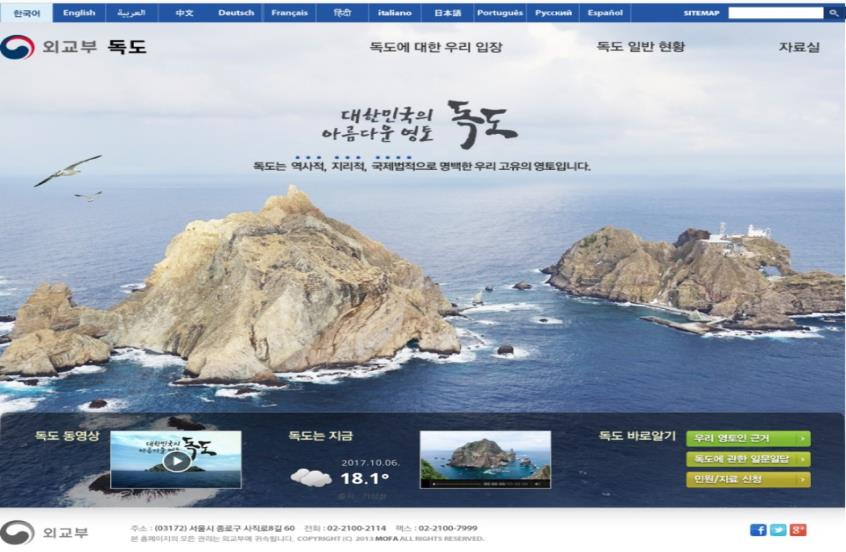 한국어 English العربية 中文 Deutsch Français हिंदी italiano 日本語 Português Русский Español SITEMAP
외교부 독도 독도에 대한 우리 입장 독도 일반 현황 자료실
대한민국의
아름다운 영토 독도
독도는 역사적, 지리적, 국제법적으로 명백한 우리 고유의 영토입니다.
독도 동영상 독도는 지금 독도 바로알기
대한민국의
아름다운 영토 독도
2017.10.06.
18.1°
우리 영토인 근거
독도에 관한 일문일답
민원/자료 신청
외교부
주소 : (03172) 서울시 종로구 사직로8길 60 전화 : 02-2100-2114 팩스 : 02-2100-7999
본 홈페이지의 모든 권리는 외교부에 귀속됩니다. COPYRIGHT (C) 2013 MOFA ALL RIGHTS RESERVED.